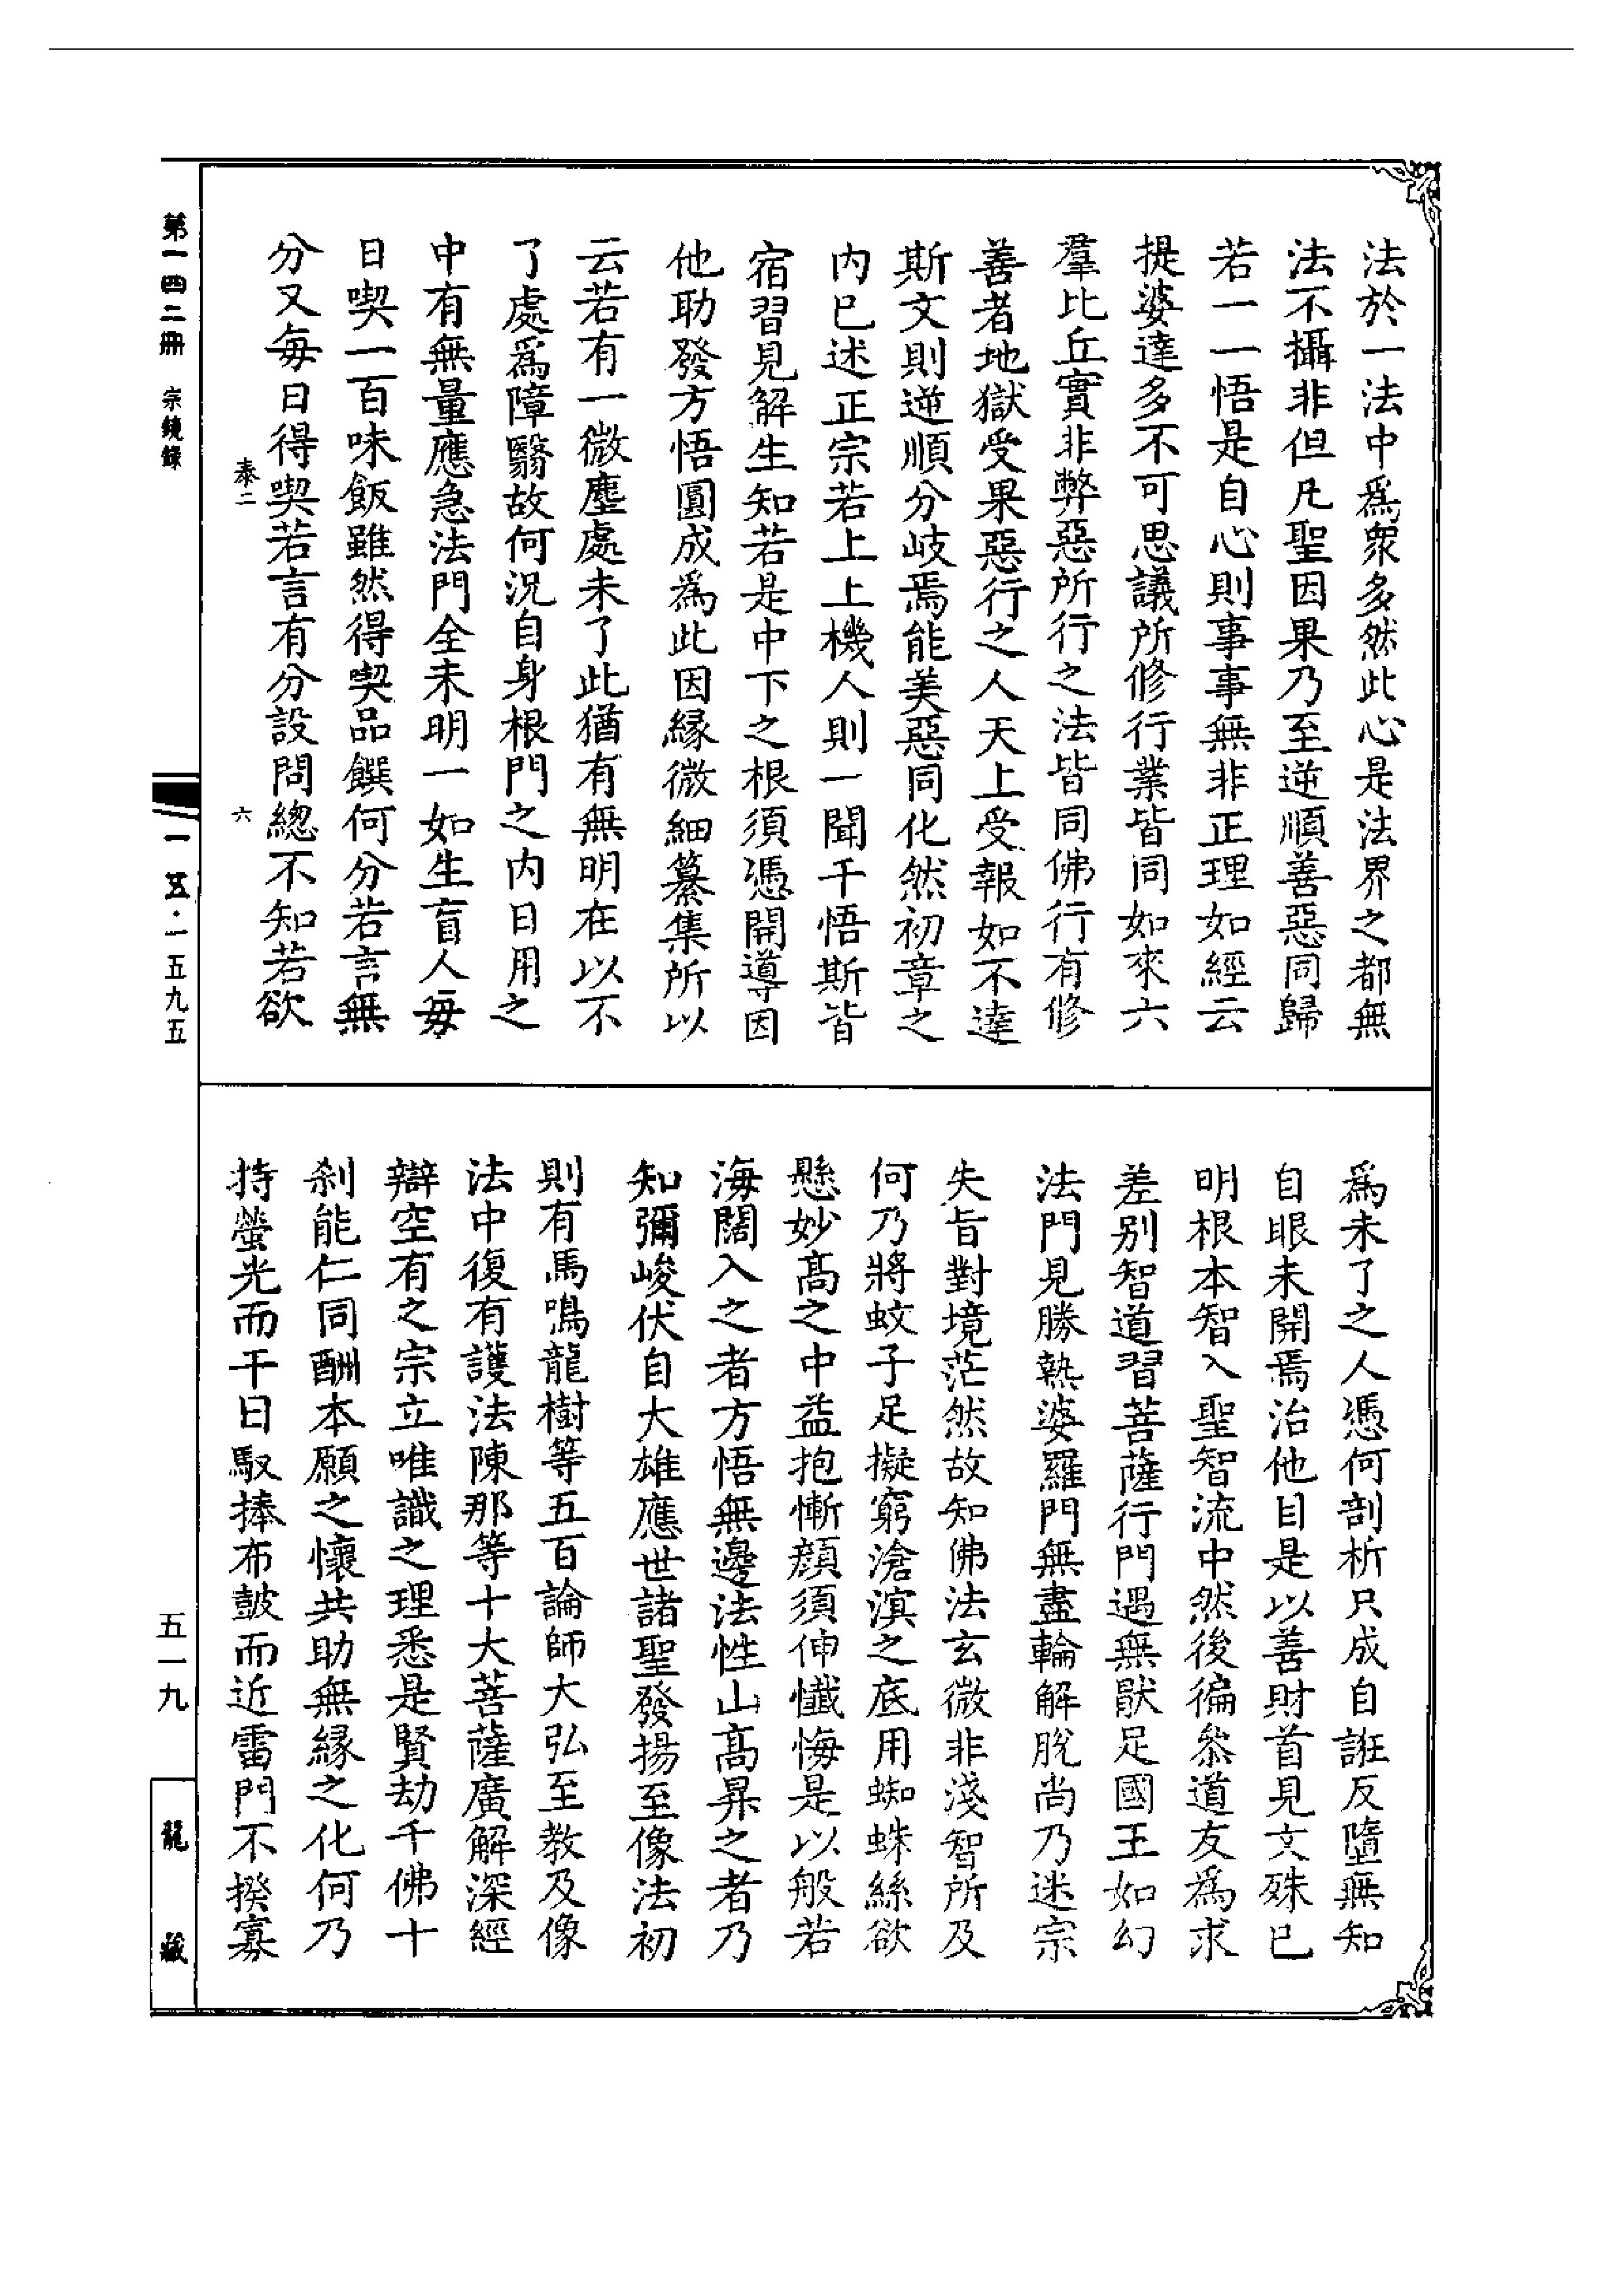 法於一法中爲衆多然此心是法界之都無
法不攝非但凡聖因果乃至逆順善惡同歸
若一一悟是自心則事事無非正理如經云
提婆達多不可思議所修行業皆同如來六
羣比丘實非弊惡所行之法皆同佛行有修
善者地獄受果惡行之人天上受報如不達
斯文則逆順分岐焉能美惡同化然初章之
內已述正宗若上上機人則一聞千悟斯皆
宿習見解生知若是中下之根須憑開導因
他助發方悟圓成爲此因緣微細纂集所以
云若有一微塵處未了此猶有無明在以不
了處爲障翳故何況自身根門之內日用之
中有無量應急法門全未明一如生盲人每
日喫一百味飯雖然得喫品饌何分若言無
分又每日得喫若言有分設問總不知若欲
泰二 六
爲未了之人憑何剖析只成自誑反墮無知
自眼未開焉治他目是以善財首見文殊已
明根本智入聖智流中然後徧叅道友爲求
差别智道習菩薩行門遇無猒足國王如幻
法門見勝熱婆羅門無盡輪解脫尚乃迷宗
失旨對境茫然故知佛法玄微非淺智所及
何乃將蚊子足擬窮滄溟之底用蜘蛛絲欲
懸妙高之中益抱慚顏須伸懺悔是以般若
海闊入之者方悟無邊法性山高昇之者乃
知彌峻伏自大雄應世諸聖發揚至像法初
則有馬鳴龍樹等五百論師大弘至教及像
法中復有護法陳那等十大菩薩廣解深經
辯空有之宗立唯識之理悉是賢劫千佛十
刹能仁同酬本願之懷共助無緣之化何乃
持螢光而干日馭捧布皷而近雷門不揆寡
第一四二冊 宗鏡錄
一五·一五九五
五一九
龍藏